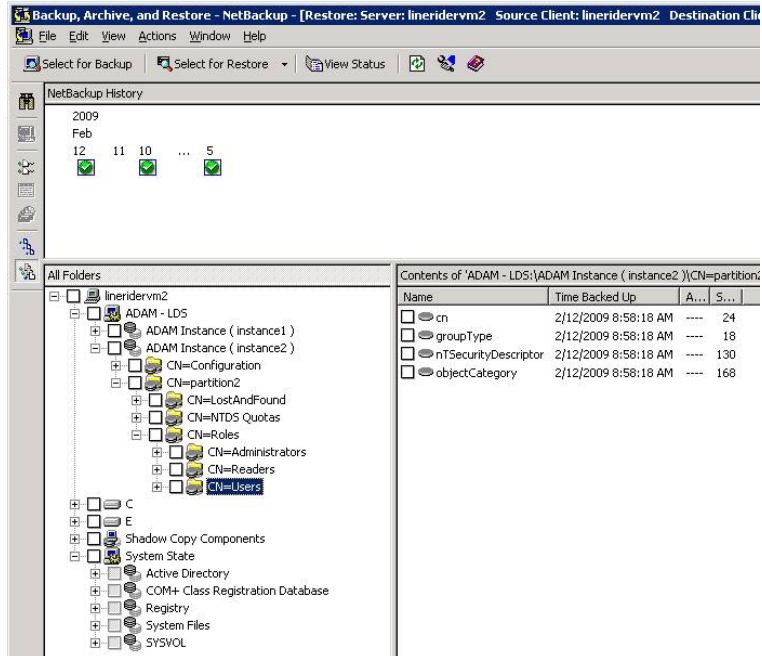 Backup, Archive, and Restore - NetBackup - [Restore: Server: lineridervm2 Source Client: lineridervm2 Destination Clie
File Edit View Actions Window Help
Select for Backup Select for Restore View Status
NetBackup History
2009
Feb
12 11 10 ... 5
All Folders
lineridervm2
ADAM - LDS
ADAM Instance ( instance1 )
ADAM Instance ( instance2 )
CN=Configuration
CN=partition2
CN=LostAndFound
CN=NTDS Quotas
CN=Roles
CN=Administrators
CN=Readers
CN=Users
C
E
Shadow Copy Components
System State
Active Directory
COM+ Class Registration Database
Registry
System Files
SYSVOL
Contents of 'ADAM - LDS:\ADAM Instance ( instance2 )\CN=partition2
Name Time Backed Up A... S...
cn 2/12/2009 8:58:18 AM ---- 24
groupType 2/12/2009 8:58:18 AM ---- 18
nTSecurityDescriptor 2/12/2009 8:58:18 AM ---- 130
objectCategory 2/12/2009 8:58:18 AM ---- 168